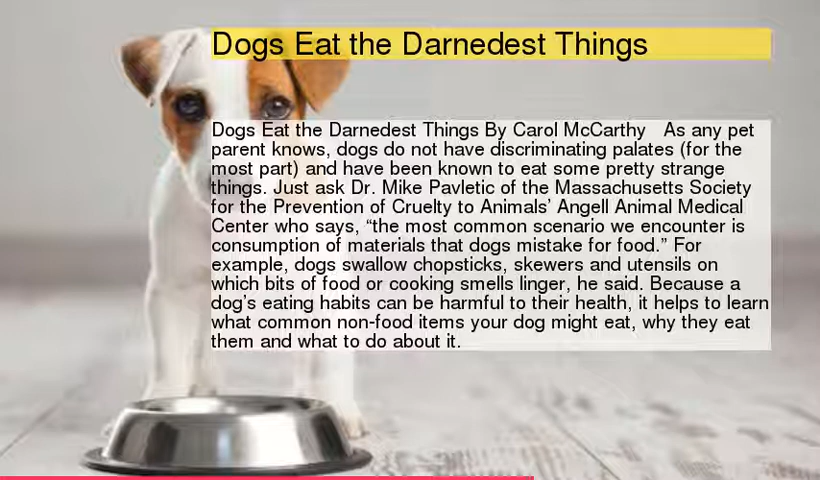 Dogs Eat the Darnedest Things
Dogs Eat the Darnedest Things By Carol McCarthy   As any pet
parent knows, dogs do not have discriminating palates (for the
most part) and have been known to eat some pretty strange
things. Just ask Dr. Mike Pavletic of the Massachusetts Society
for the Prevention of Cruelty to Animals’ Angell Animal Medical
Center who says, “the most common scenario we encounter is
consumption of materials that dogs mistake for food.” For
example, dogs swallow chopsticks, skewers and utensils on
which bits of food or cooking smells linger, he said. Because a
dog’s eating habits can be harmful to their health, it helps to learn
what common non-food items your dog might eat, why they eat
them and what to do about it.